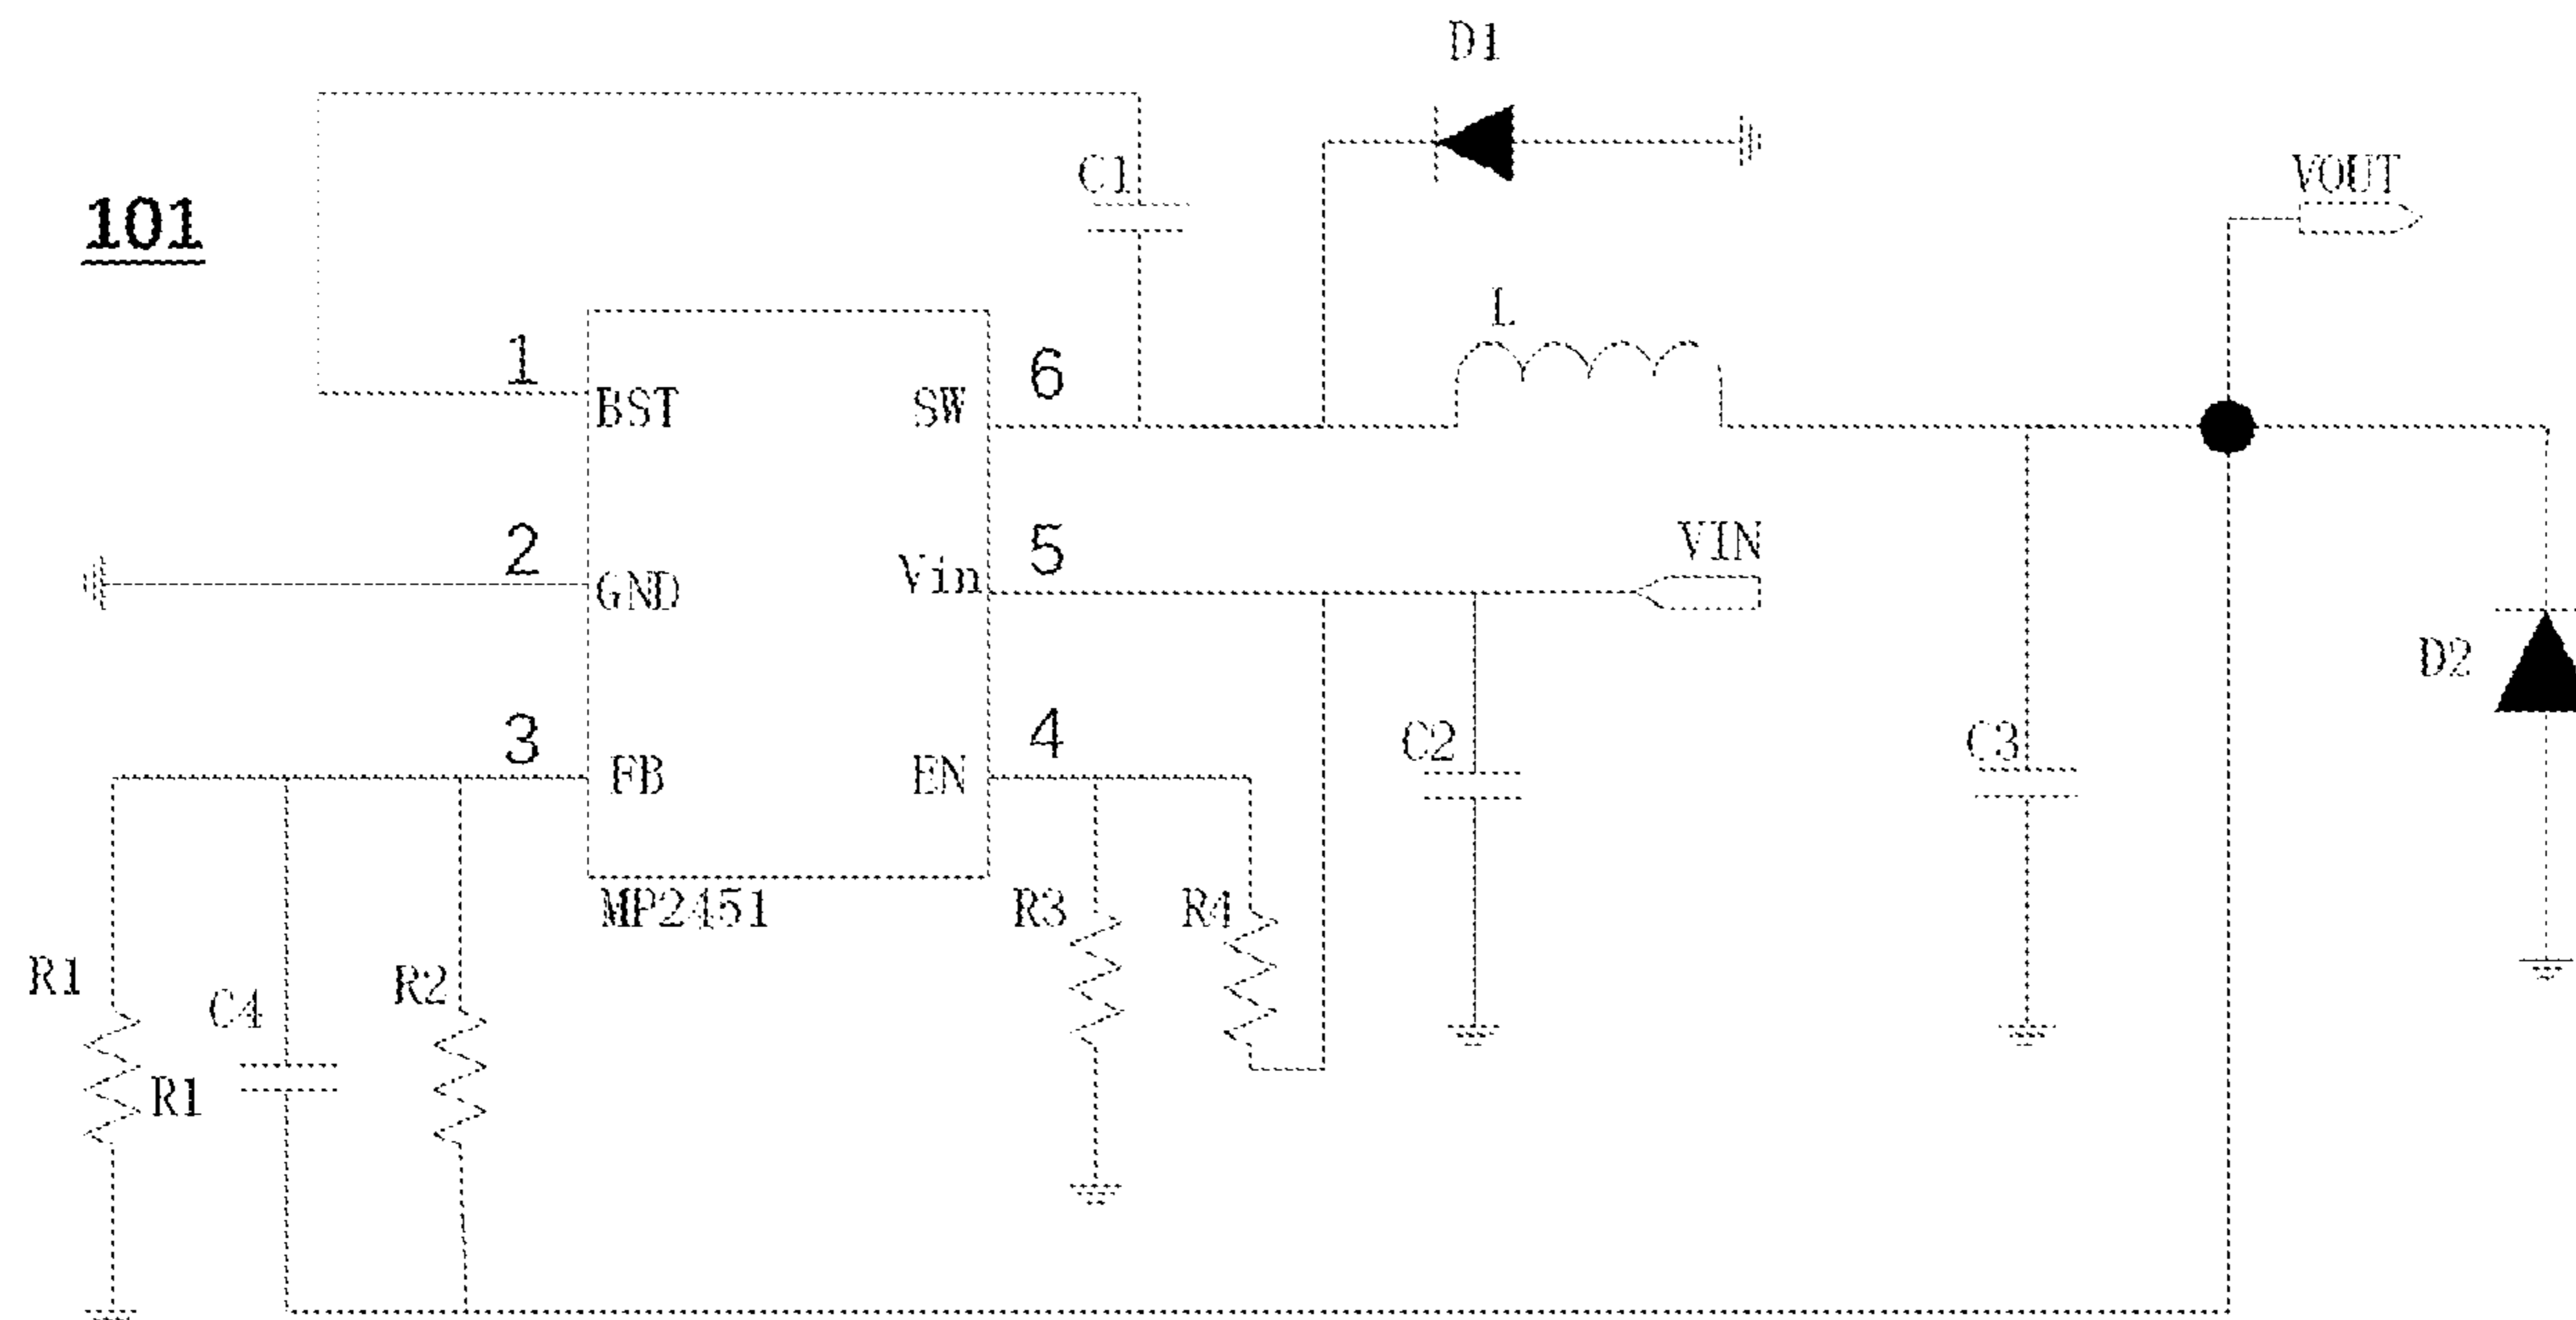 D1
C1
VOUT
101
L
1
6
BST
SW
2
5
VIN
GND
Vin
3
4
D2
C2
C3
FB
EN
MP2451
R3
R4
R1
C4
R2
R1